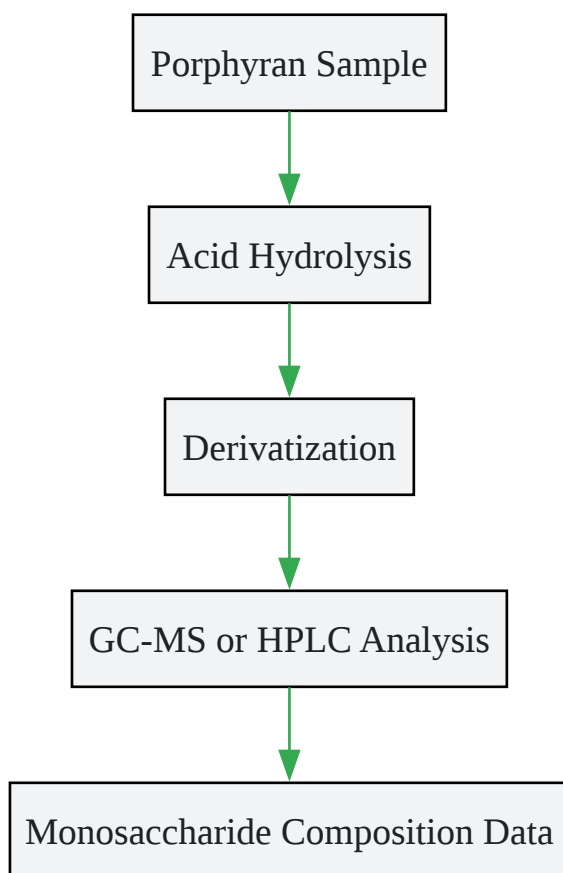 Porphyran Sample
Acid Hydrolysis
Derivatization
GC-MS or HPLC Analysis
Monosaccharide Composition Data